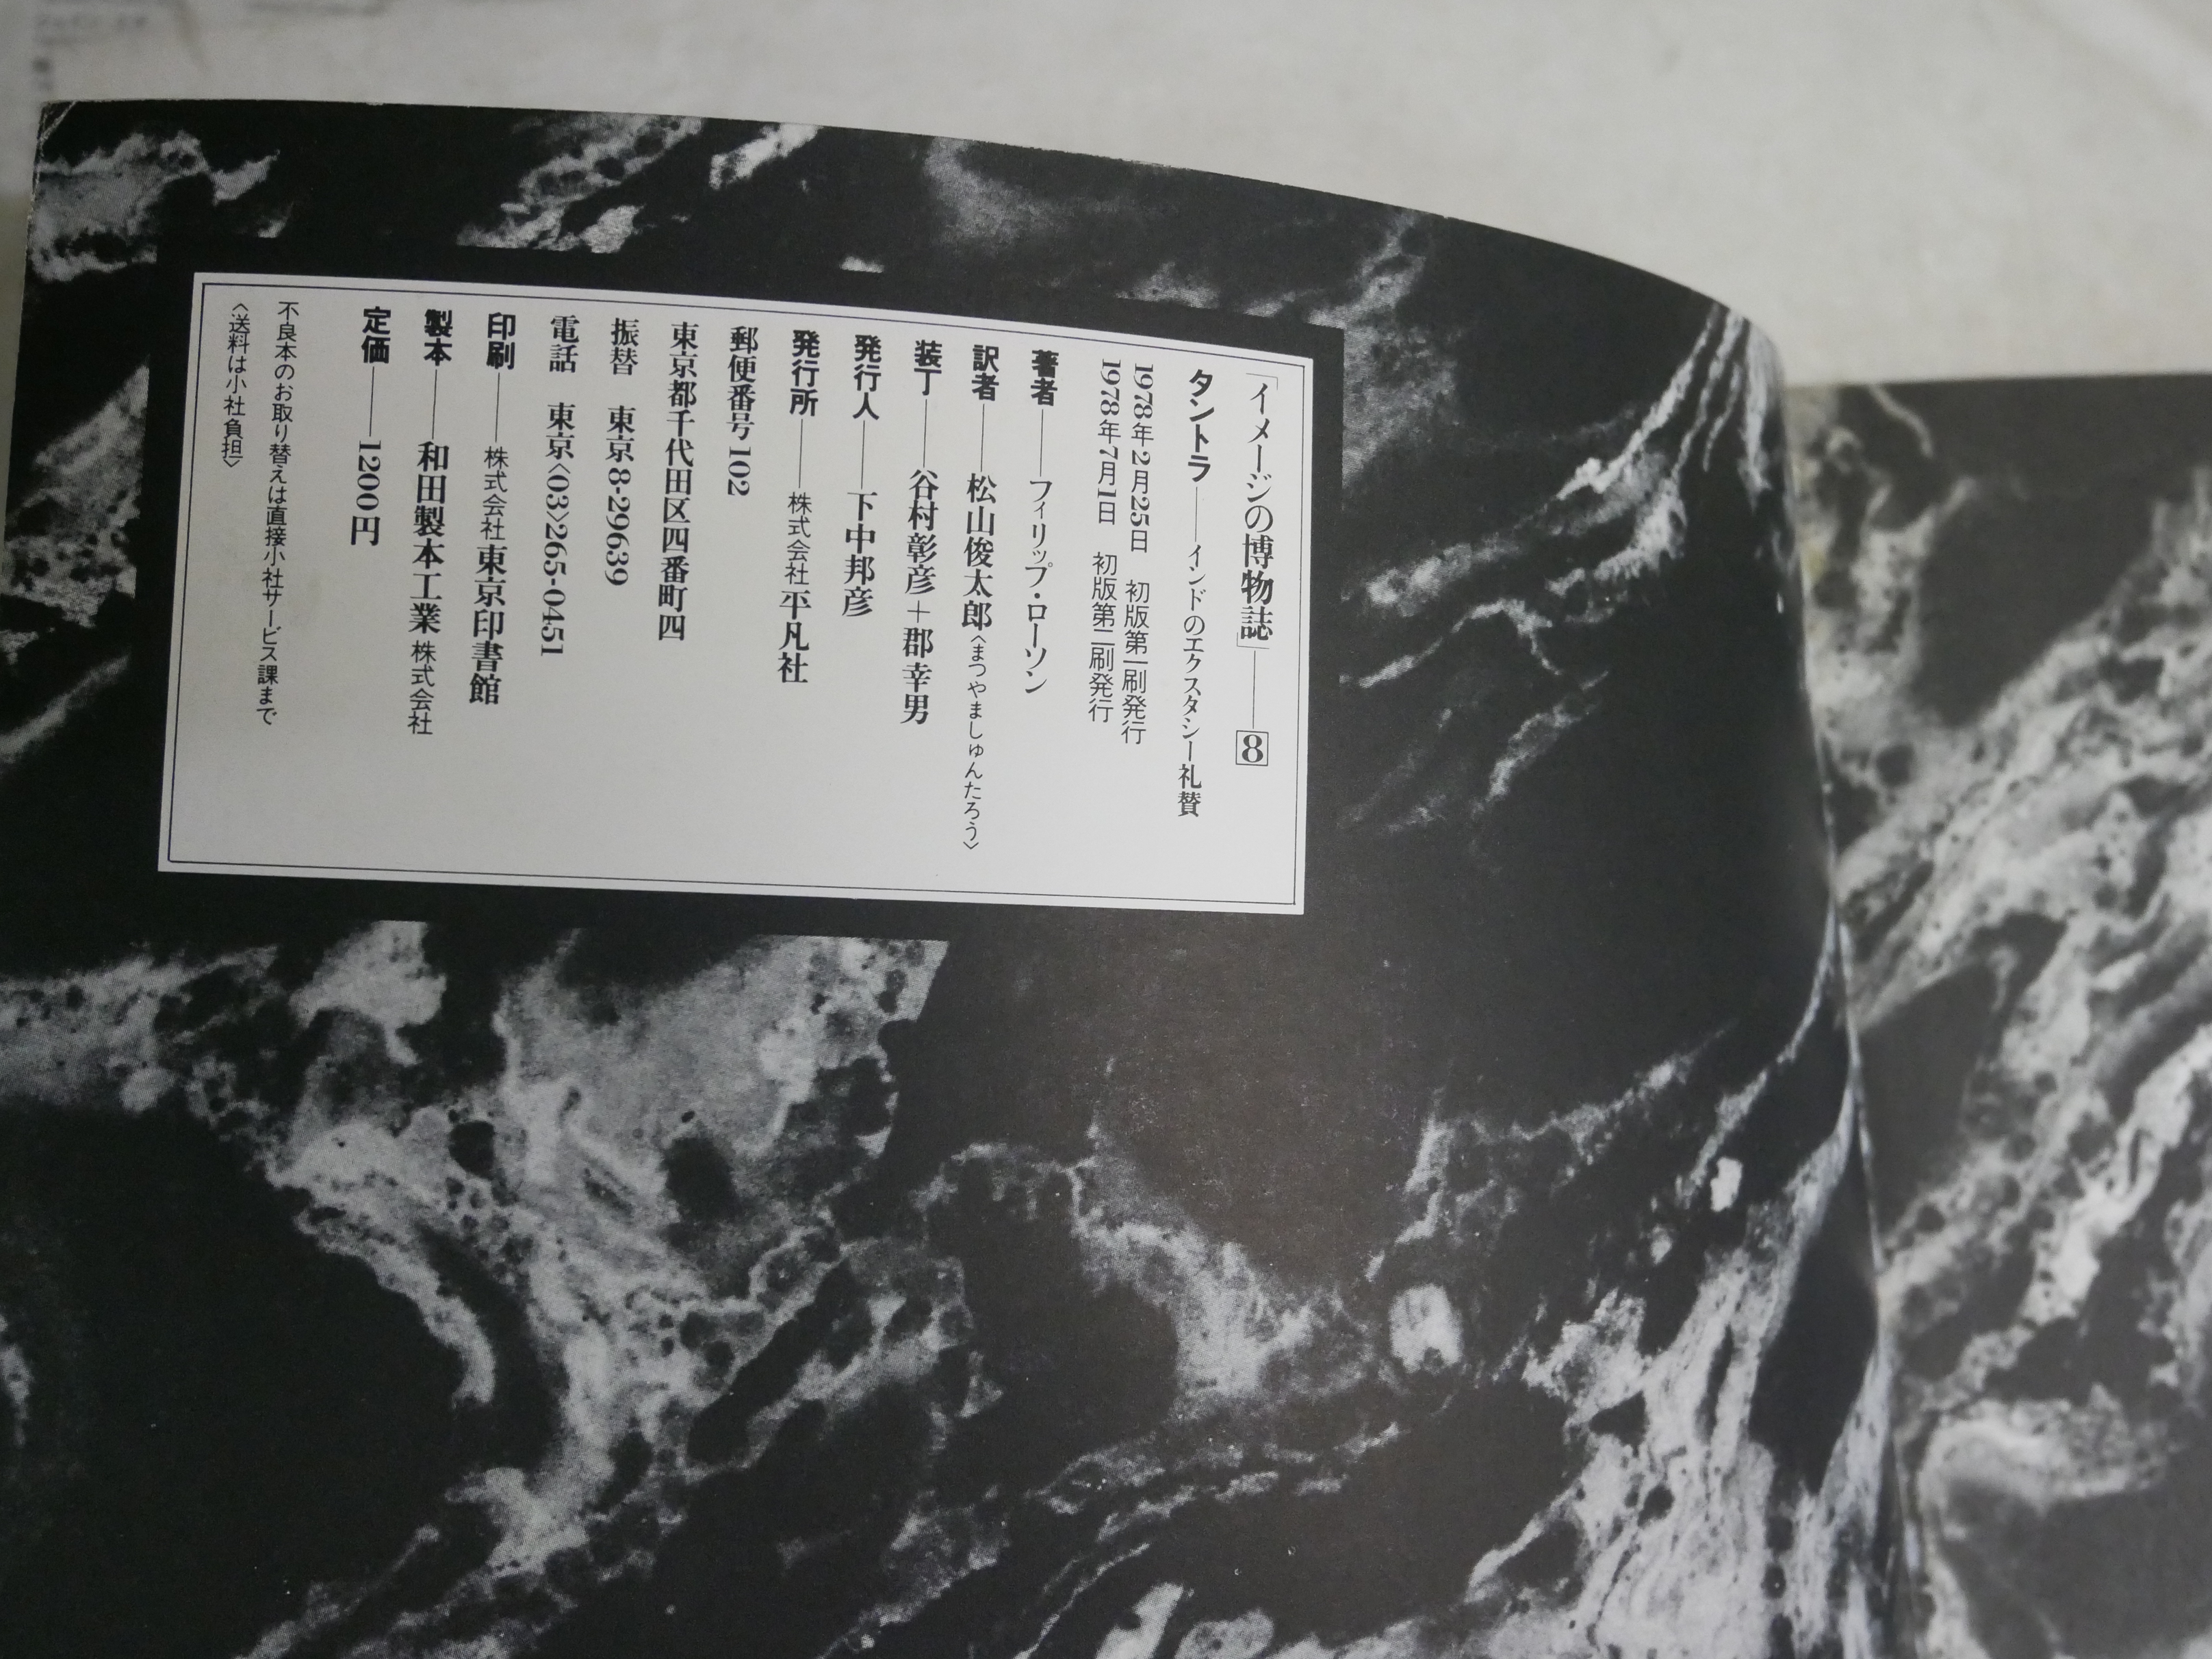 「イメージの博物誌」——8
タントラ——インドのエクスタシー礼賛
1978年2月25日　初版第一刷発行
1978年7月1日　初版第二刷発行
著者——フィリップ・ローソン
訳者——松山俊太郎〈まつやましゅんたろう〉
装丁——谷村彰彦＋郡幸男
発行人——下中邦彦
発行所——株式会社平凡社
郵便番号102
東京都千代田区四番町四
振替　東京8-29639
電話　東京〈03〉265-0451
印刷——株式会社東京印書館
製本——和田製本工業株式会社
定価——1200円
不良本のお取り替えは直接小社サービス課まで
〈送料は小社負担〉